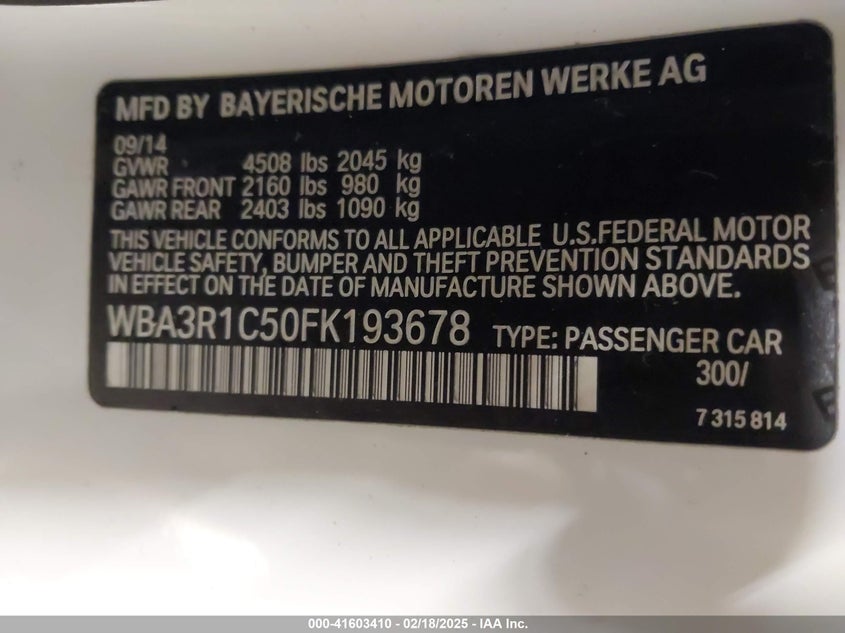 MFD BY BAYERISCHE MOTOREN WERKE AG
09/14
GVWR 4508 lbs 2045 kg
GAWR FRONT 2160 lbs 980 kg
GAWR REAR 2403 lbs 1090 kg
THIS VEHICLE CONFORMS TO ALL APPLICABLE U.S.FEDERAL MOTOR
VEHICLE SAFETY, BUMPER AND THEFT PREVENTION STANDARDS
IN EFFECT ON THE DATE OF MANUFACTURE SHOWN ABOVE.
WBA3R1C50FK193678 TYPE: PASSENGER CAR
300/
7 315 814
000-41603410 - 02/18/2025 - IAA Inc.